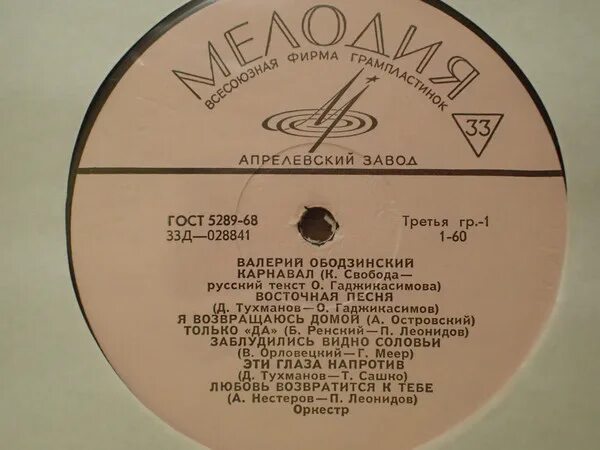 МЕЛОДИЯ
ВСЕСОЮЗНАЯ ФИРМА ГРАМПЛАСТИНОК
33
АПРЕЛЕВСКИЙ ЗАВОД
ГОСТ 5289-68 Третья гр.-1
33Д—028841 1-60
ВАЛЕРИЙ ОБОДЗИНСКИЙ
КАРНАВАЛ (К. Свобода—
русский текст О. Гаджикасимова)
ВОСТОЧНАЯ ПЕСНЯ
(Д. Тухманов—О. Гаджикасимов)
Я ВОЗВРАЩАЮСЬ ДОМОЙ (А. Островский)
ТОЛЬКО «ДА» (Б. Ренский—П. Леонидов)
ЗАБЛУДИЛИСЬ ВИДНО СОЛОВЬИ
(В. Орловецкий—Г. Меер)
ЭТИ ГЛАЗА НАПРОТИВ
(Д. Тухманов—Т. Сашко)
ЛЮБОВЬ ВОЗВРАТИТСЯ К ТЕБЕ
(А. Нестеров—П. Леонидов)
Оркестр